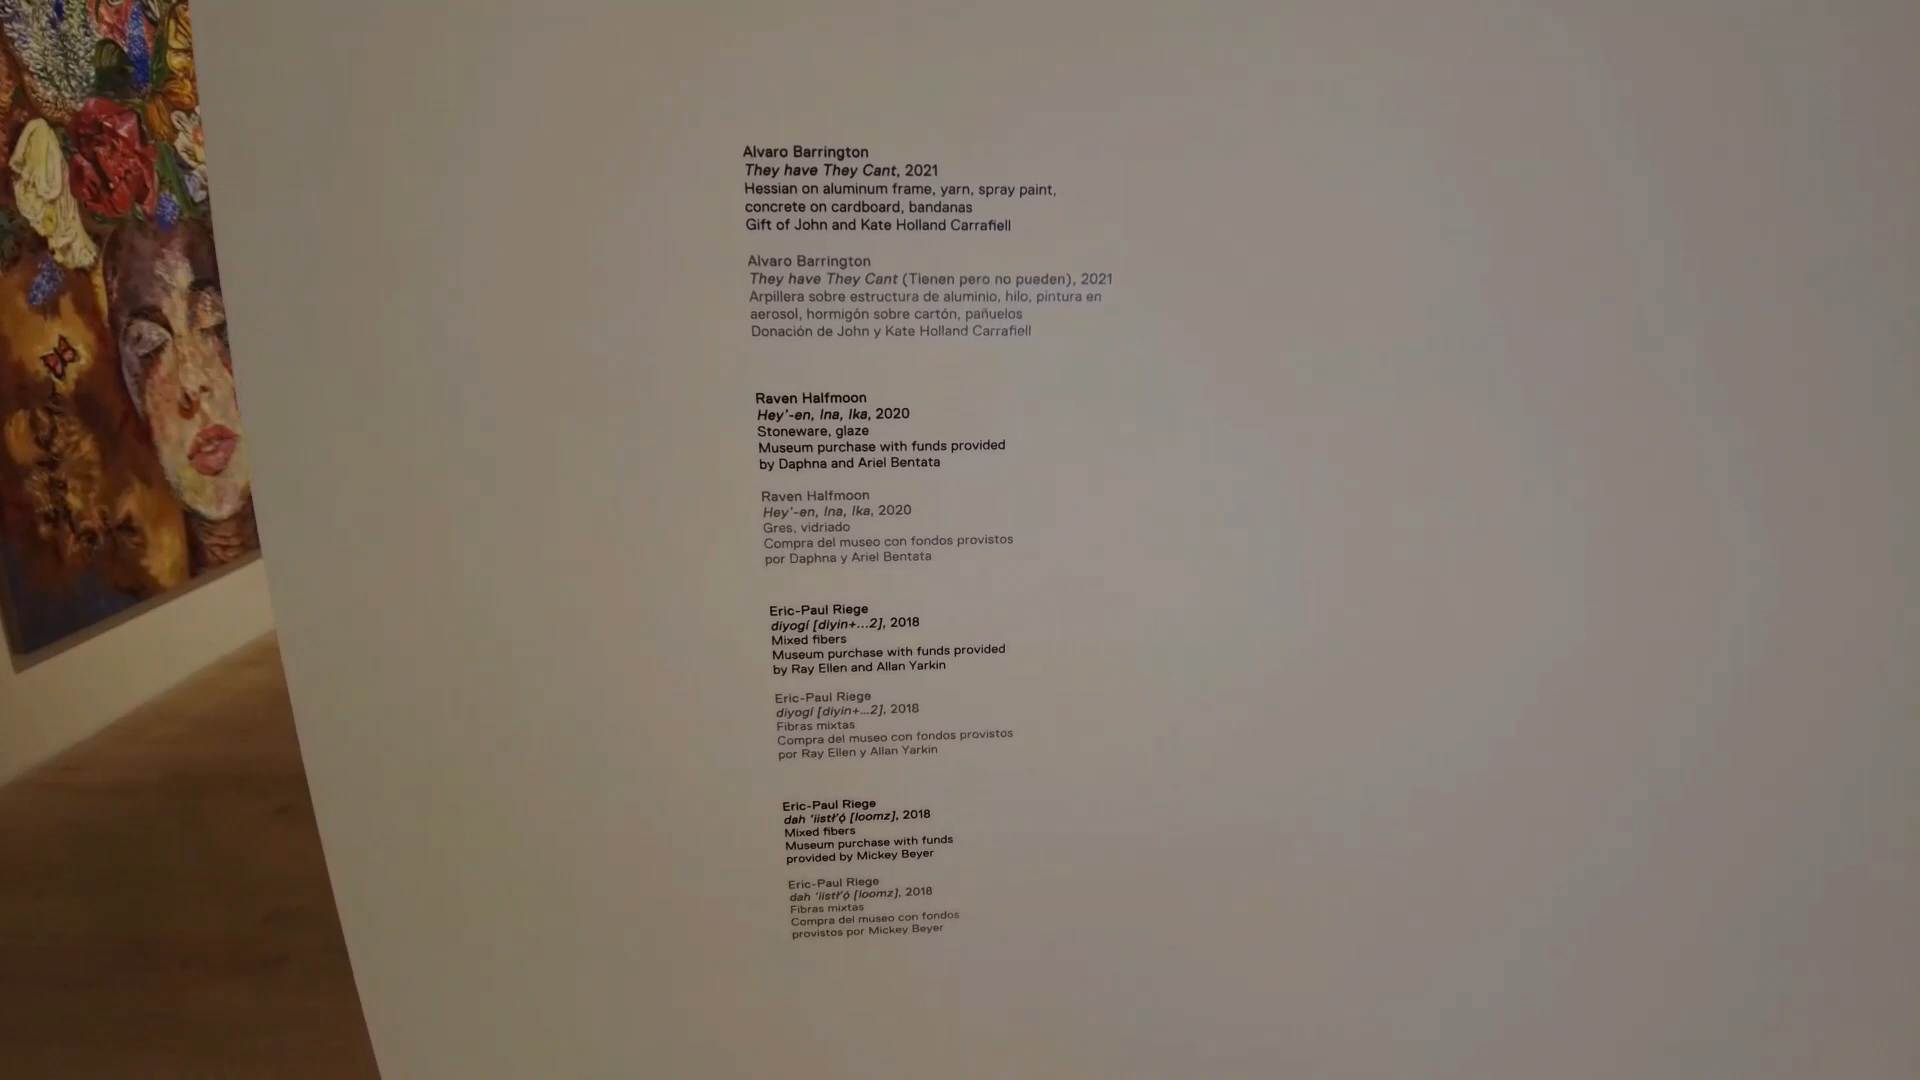 Alvaro Barrington
They have They Cant, 2021
Hessian on aluminum frame, yarn, spray paint,
concrete on cardboard, bandanas
Gift of John and Kate Holland Carrafiell
Alvaro Barrington
They have They Cant (Tienen pero no pueden), 2021
Arpillera sobre estructura de aluminio, hilo, pintura en
aerosol, hormigón sobre cartón, pañuelos
Donación de John y Kate Holland Carrafiell
Raven Halfmoon
Hey'-en, Ina, Ika, 2020
Stoneware, glaze
Museum purchase with funds provided
by Daphna and Ariel Bentata
Raven Halfmoon
Hey'-en, Ina, Ika, 2020
Gres, vidriado
Compra del museo con fondos provistos
por Daphna y Ariel Bentata
Eric-Paul Riege
diyogí [diyin+...2], 2018
Mixed fibers
Museum purchase with funds provided
by Ray Ellen and Allan Yarkin
Eric-Paul Riege
diyogí [diyin+...2], 2018
Fibras mixtas
Compra del museo con fondos provistos
por Ray Ellen y Allan Yarkin
Eric-Paul Riege
dah 'iistł'ǫ́ [loomz], 2018
Mixed fibers
Museum purchase with funds
provided by Mickey Beyer
Eric-Paul Riege
dah 'iistł'ǫ́ [loomz], 2018
Fibras mixtas
Compra del museo con fondos
provistos por Mickey Beyer